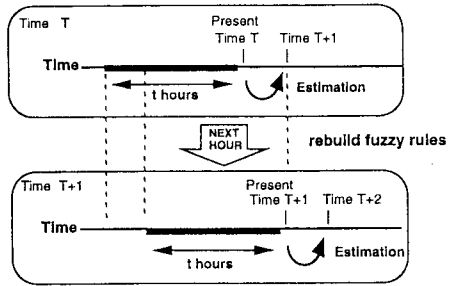 Time T
Present
Time T
Time T+1
Time
t hours
Estimation
NEXT
HOUR
rebuild fuzzy rules
Time T+1
Present
Time T+1
Time T+2
Time
t hours
Estimation